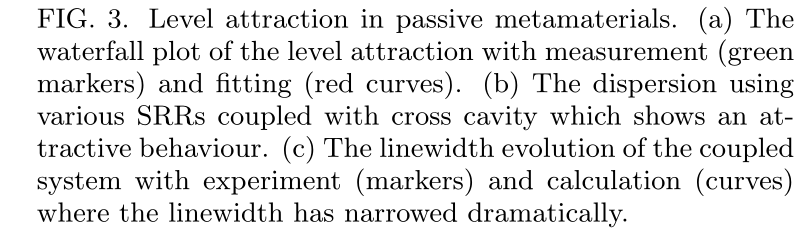 FIG. 3. Level attraction in passive metamaterials. (a) The
waterfall plot of the level attraction with measurement (green
markers) and fitting (red curves). (b) The dispersion using
various SRRs coupled with cross cavity which shows an at-
tractive behaviour. (c) The linewidth evolution of the coupled
system with experiment (markers) and calculation (curves)
where the linewidth has narrowed dramatically.